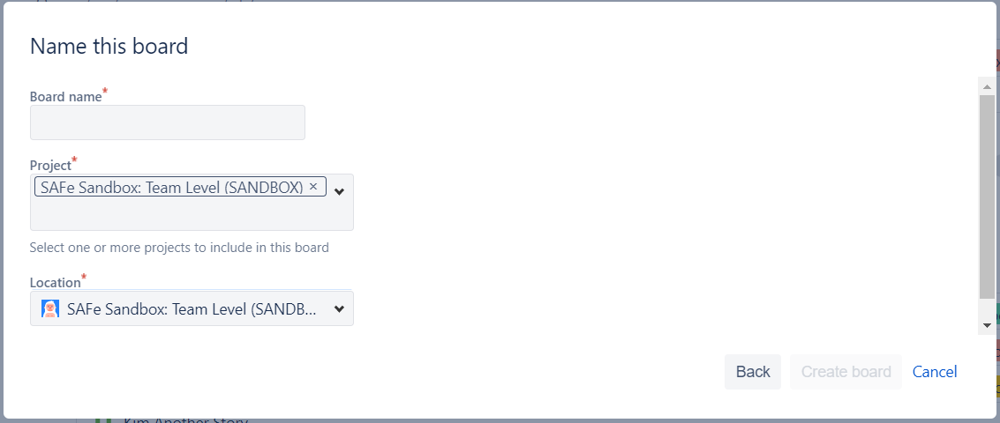 Name this board
Board name*
Project*
SAFe Sandbox: Team Level (SANDBOX) ×
Select one or more projects to include in this board
Location*
SAFe Sandbox: Team Level (SANDB...
Back Create board Cancel
Kim Another Story